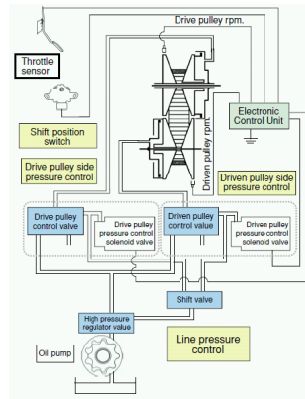 Drive pulley rpm.
Throttle
sensor
Electronic
Control Unit
Driven pulley rpm.
Shift position
switch
Drive pulley side
pressure control
Driven pulley side
pressure control
Drive pulley
control valve
Drive pulley
pressure control
solenoid valve
Driven pulley
control value
Driven pulley
pressure control
solenoid valve
Shift valve
High pressure
regulator value
Oil pump
Line pressure
control